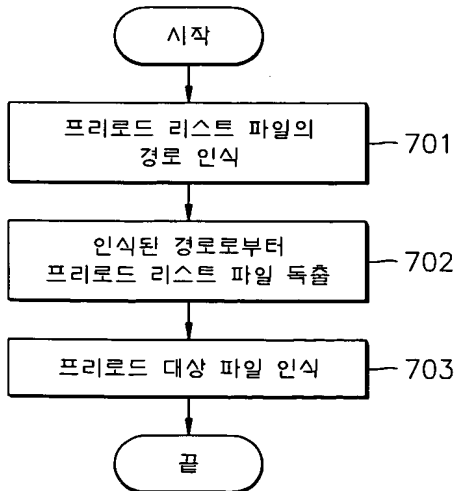 시작
프리로드 리스트 파일의
경로 인식
701
인식된 경로로부터
프리로드 리스트 파일 독출
702
프리로드 대상 파일 인식
703
끝